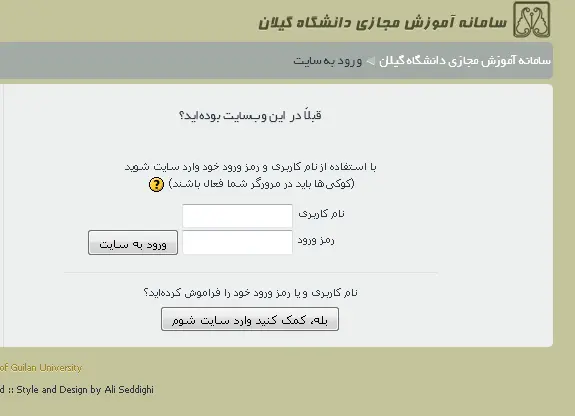 سامانه آموزش مجازی دانشگاه گیلان
سامانه آموزش مجازی دانشگاه گیلان ◄ ورود به سایت
قبلاً در این وب‌سایت بوده‌اید؟
با استفاده از نام کاربری و رمز ورود خود وارد سایت شوید
(کوکی‌ها باید در مرورگر شما فعال باشند) ?
نام کاربری
رمز ورود
ورود به سایت
نام کاربری و یا رمز ورود خود را فراموش کرده‌اید؟
بله، کمک کنید وارد سایت شوم
of Guilan University
d :: Style and Design by Ali Seddighi